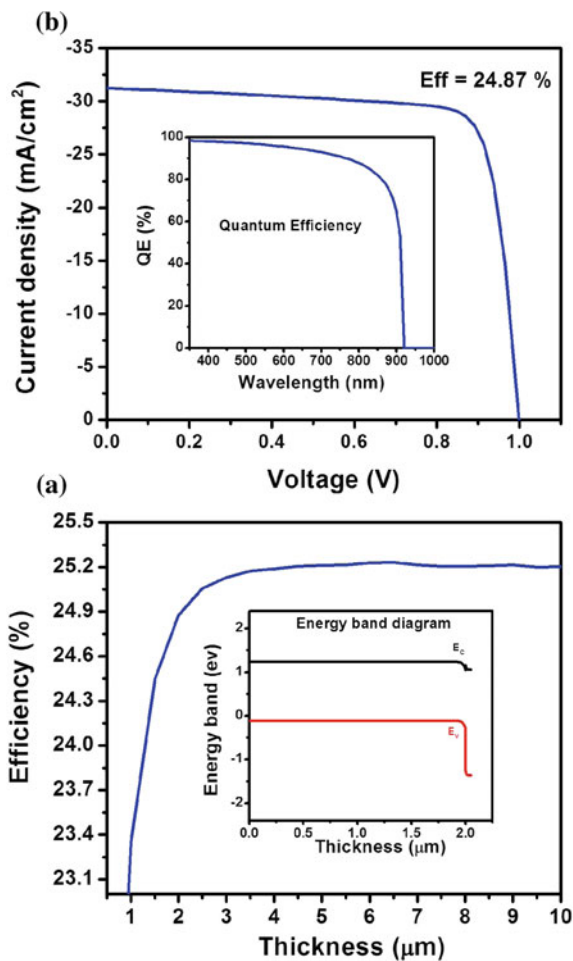 (b)
-35
-30
-25
-20
-15
-10
-5
0
Current density (mA/cm²)
Eff = 24.87 %
100
80
60
40
20
0
QE (%)
Quantum Efficiency
400 500 600 700 800 900 1000
Wavelength (nm)
0.0 0.2 0.4 0.6 0.8 1.0
Voltage (V)
(a)
25.5
25.2
24.9
24.6
24.3
24.0
23.7
23.4
23.1
Efficiency (%)
Energy band diagram
2
1
0
-1
-2
Energy band (ev)
E_c
E_v
0.0 0.5 1.0 1.5 2.0
Thickness (μm)
1 2 3 4 5 6 7 8 9 10
Thickness (μm)